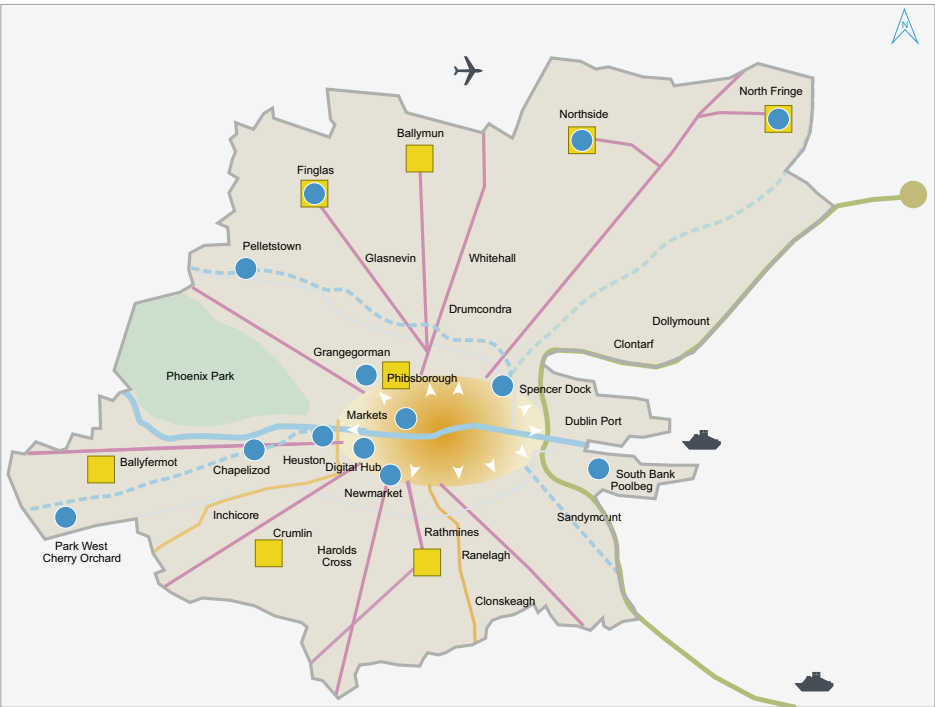 N
North Fringe
Northside
Ballymun
Finglas
Pelletstown
Glasnevin
Whitehall
Drumcondra
Dollymount
Clontarf
Grangegorman
Phoenix Park
Phibsborough
Spencer Dock
Markets
Dublin Port
Heuston
Digital Hub
Ballyfermot
Chapelizod
South Bank
Poolbeg
Newmarket
Inchicore
Sandymount
Crumlin
Rathmines
Park West
Cherry Orchard
Harolds
Cross
Ranelagh
Clonskeagh